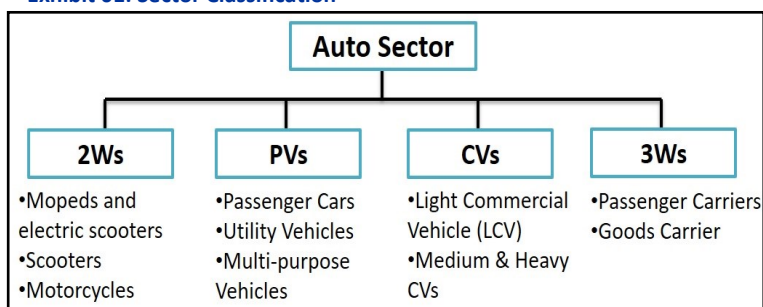 Exhibit 01: Sector Classification
Auto Sector
2Ws
•Mopeds and
electric scooters
•Scooters
•Motorcycles
PVs
•Passenger Cars
•Utility Vehicles
•Multi-purpose
Vehicles
CVs
•Light Commercial
Vehicle (LCV)
•Medium & Heavy
CVs
3Ws
•Passenger Carriers
•Goods Carrier